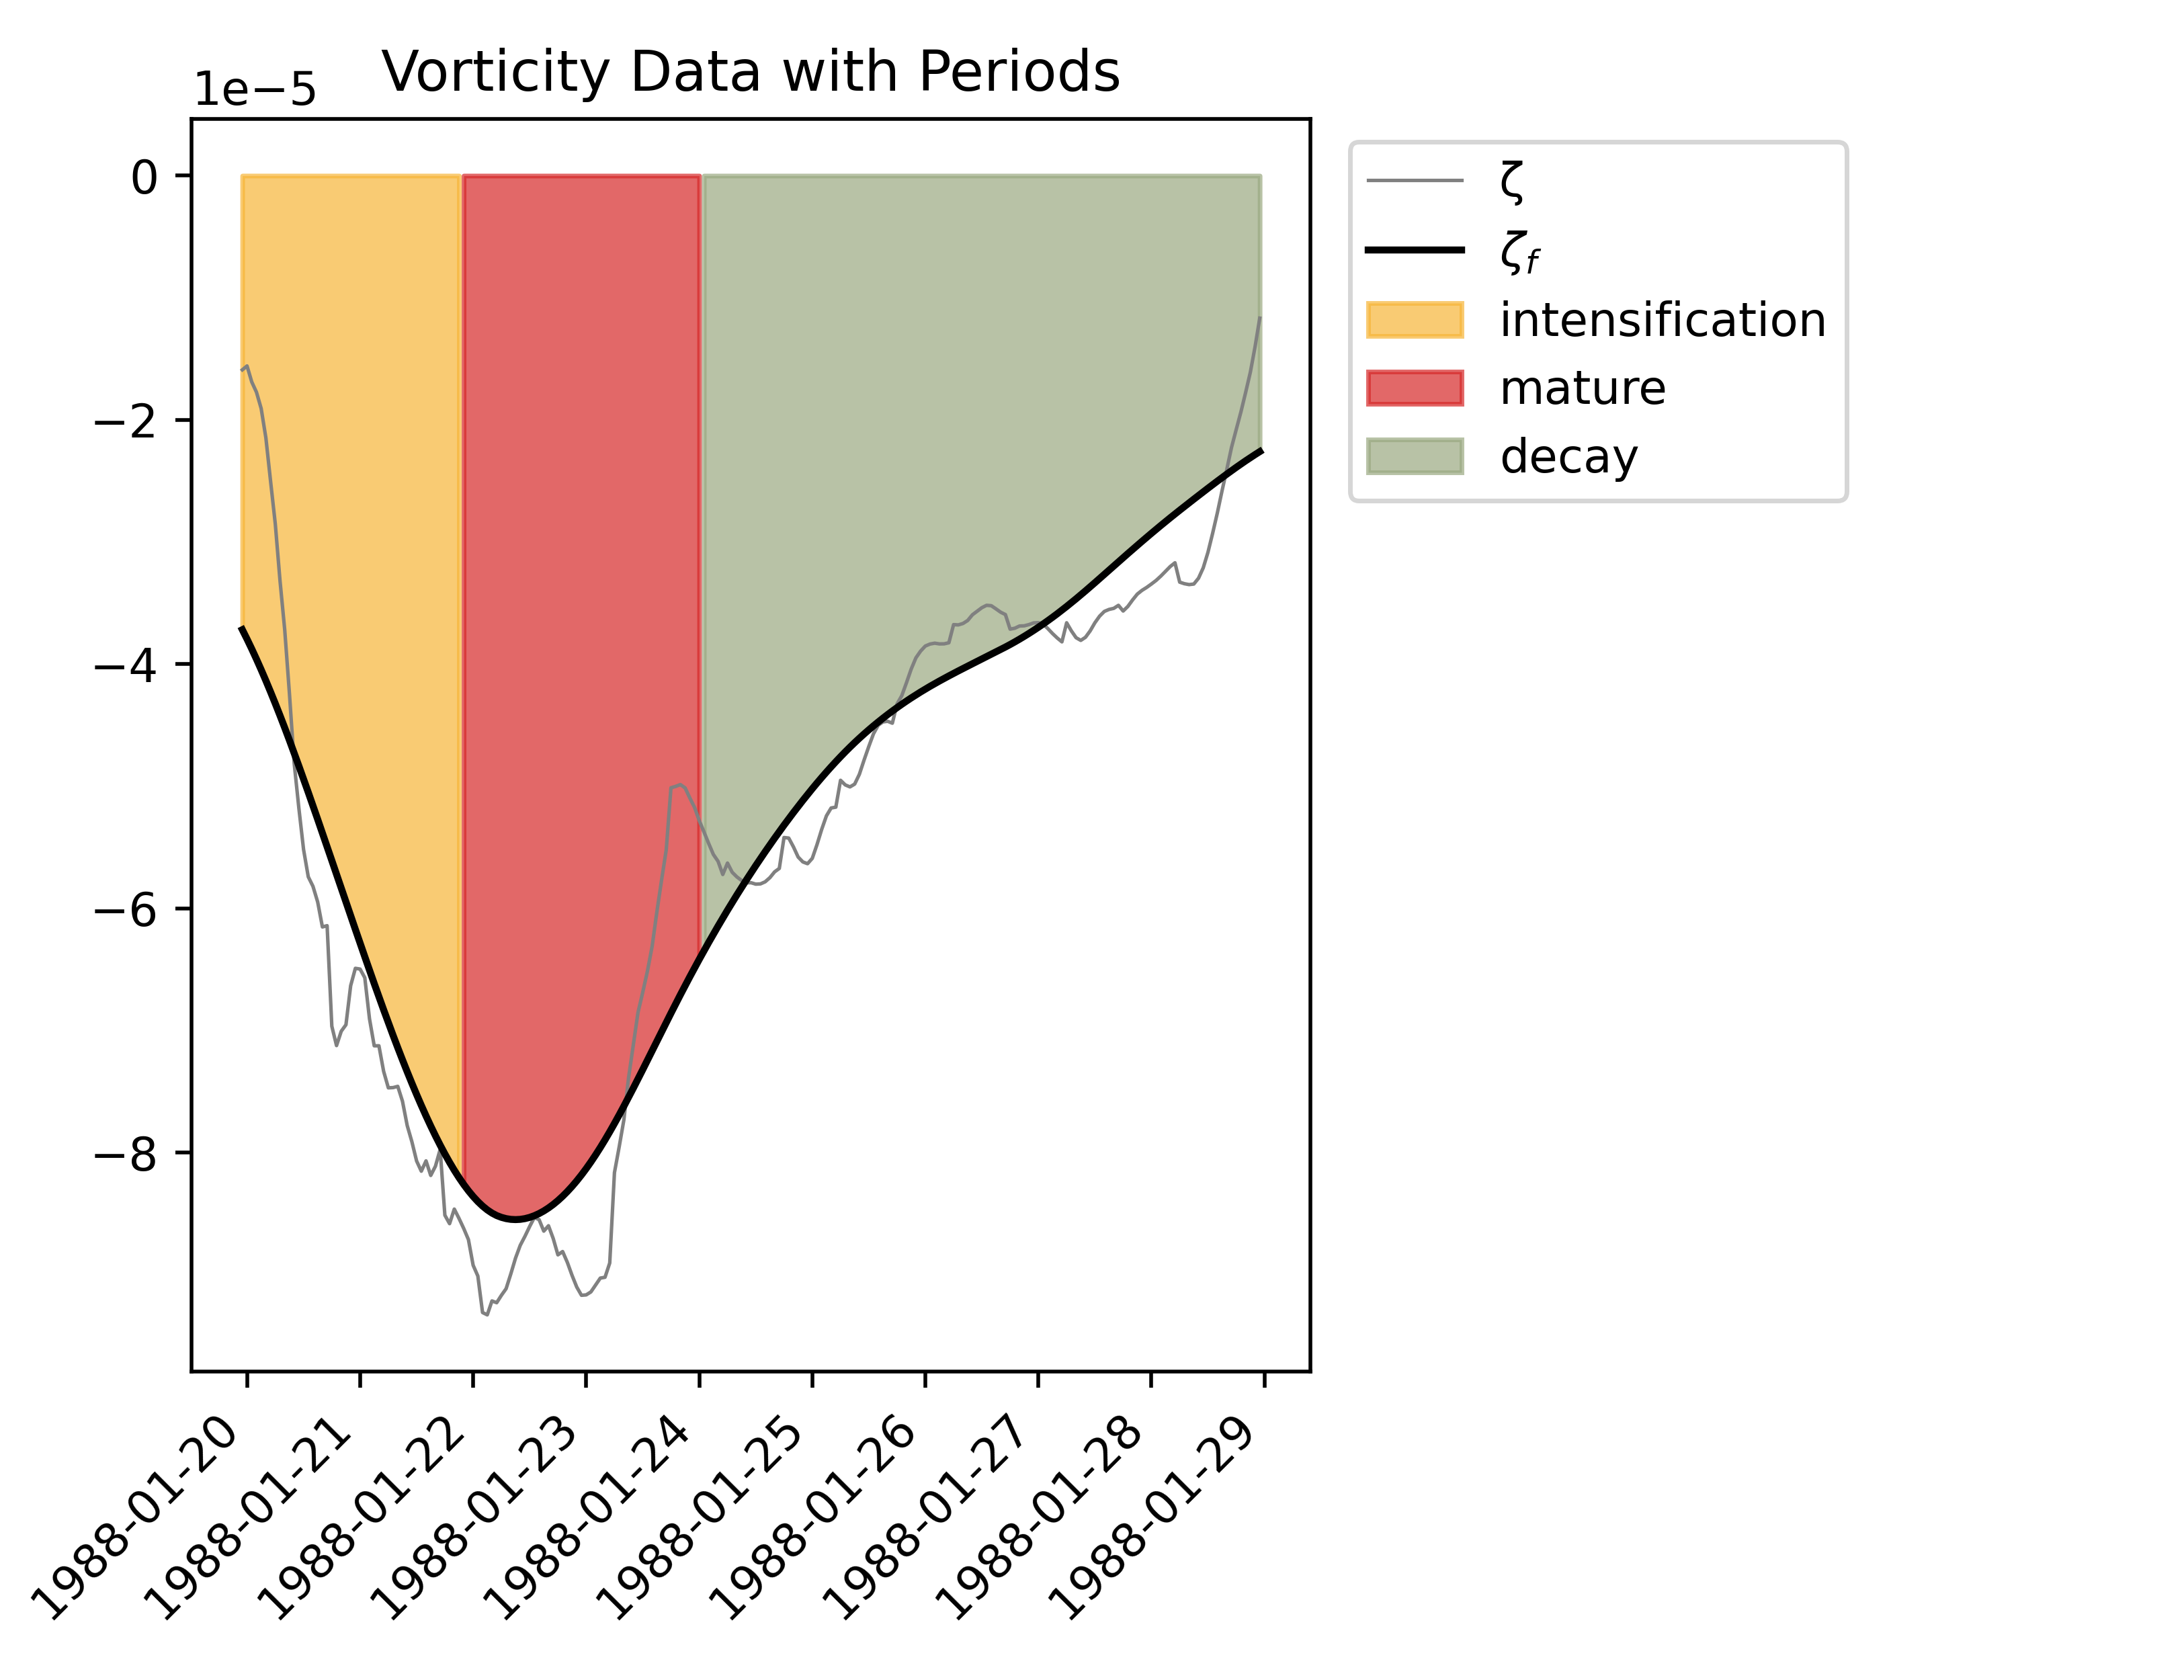 Vorticity Data with Periods
1e−5
0
−2
−4
−6
−8
1988-01-20
1988-01-21
1988-01-22
1988-01-23
1988-01-24
1988-01-25
1988-01-26
1988-01-27
1988-01-28
1988-01-29
ζ
ζf
intensification
mature
decay